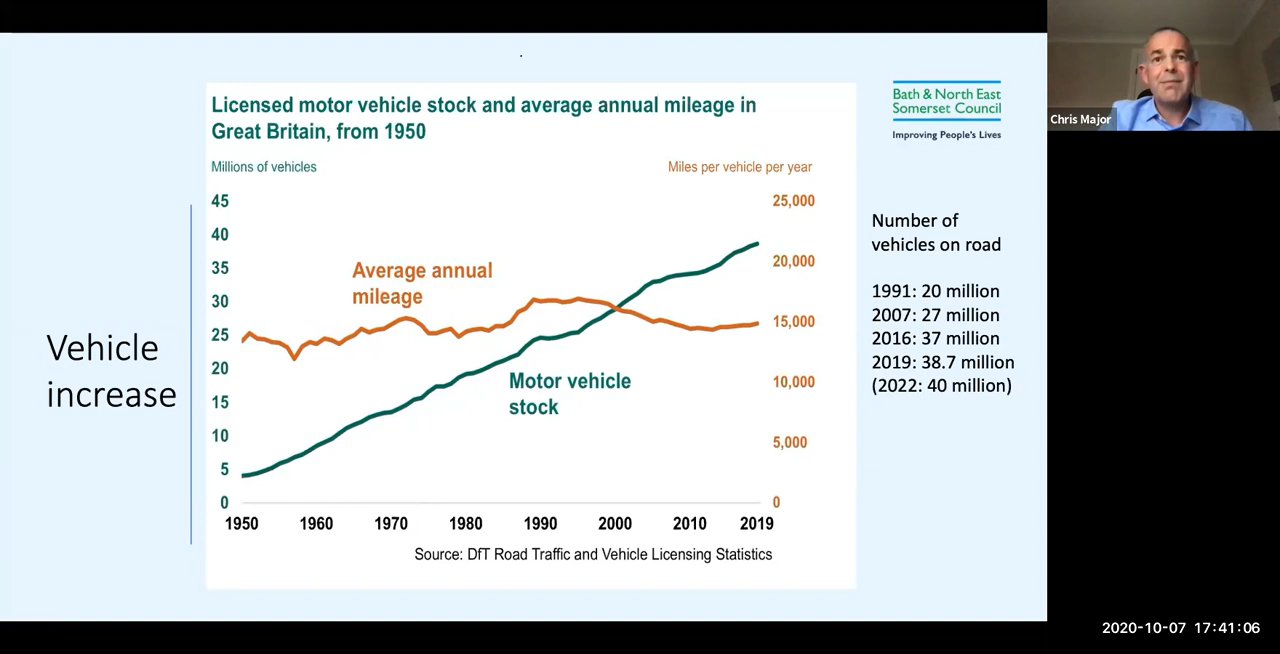 Licensed motor vehicle stock and average annual mileage in
Great Britain, from 1950
Millions of vehicles
Miles per vehicle per year
45
40
35
30
25
20
15
10
5
0
25,000
20,000
15,000
10,000
5,000
0
Average annual
mileage
Motor vehicle
stock
1950 1960 1970 1980 1990 2000 2010 2019
Source: DfT Road Traffic and Vehicle Licensing Statistics
Vehicle
increase
Bath & North East
Somerset Council
Improving People's Lives
Number of
vehicles on road
1991: 20 million
2007: 27 million
2016: 37 million
2019: 38.7 million
(2022: 40 million)
Chris Major
2020-10-07 17:41:06